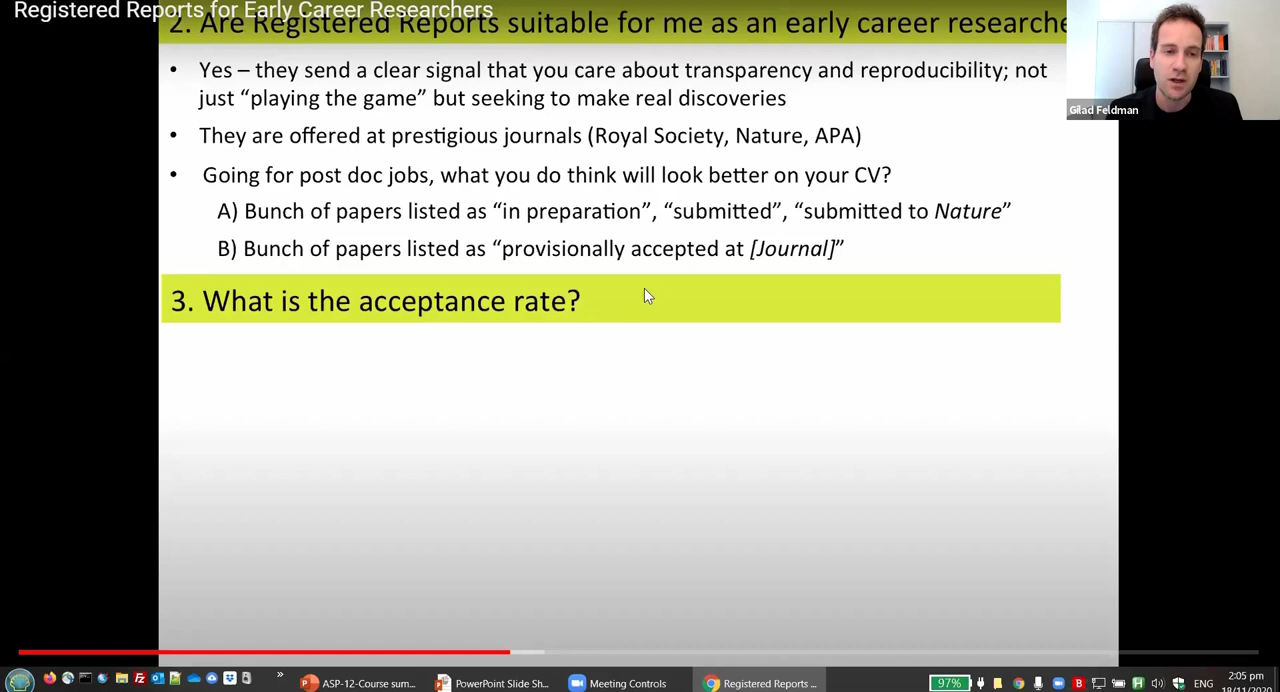 Registered Reports for Early Career Researchers
2. Are Registered Reports suitable for me as an early career researche
• Yes – they send a clear signal that you care about transparency and reproducibility; not
just “playing the game” but seeking to make real discoveries
• They are offered at prestigious journals (Royal Society, Nature, APA)
• Going for post doc jobs, what you do think will look better on your CV?
A) Bunch of papers listed as “in preparation”, “submitted”, “submitted to Nature”
B) Bunch of papers listed as “provisionally accepted at [Journal]”
3. What is the acceptance rate?
Gilad Feldman
ASP-12-Course sum...
PowerPoint Slide Sh...
Meeting Controls
Registered Reports ...
97%
ENG
2:05 pm